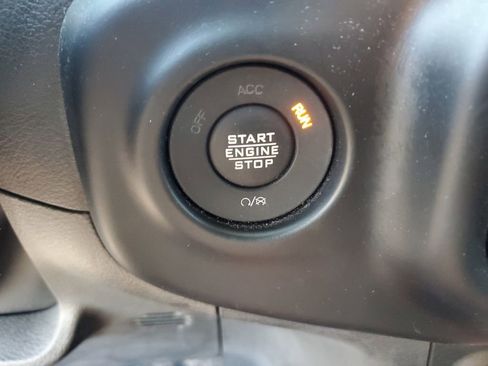 ACC
OFF
RUN
START
ENGINE
STOP